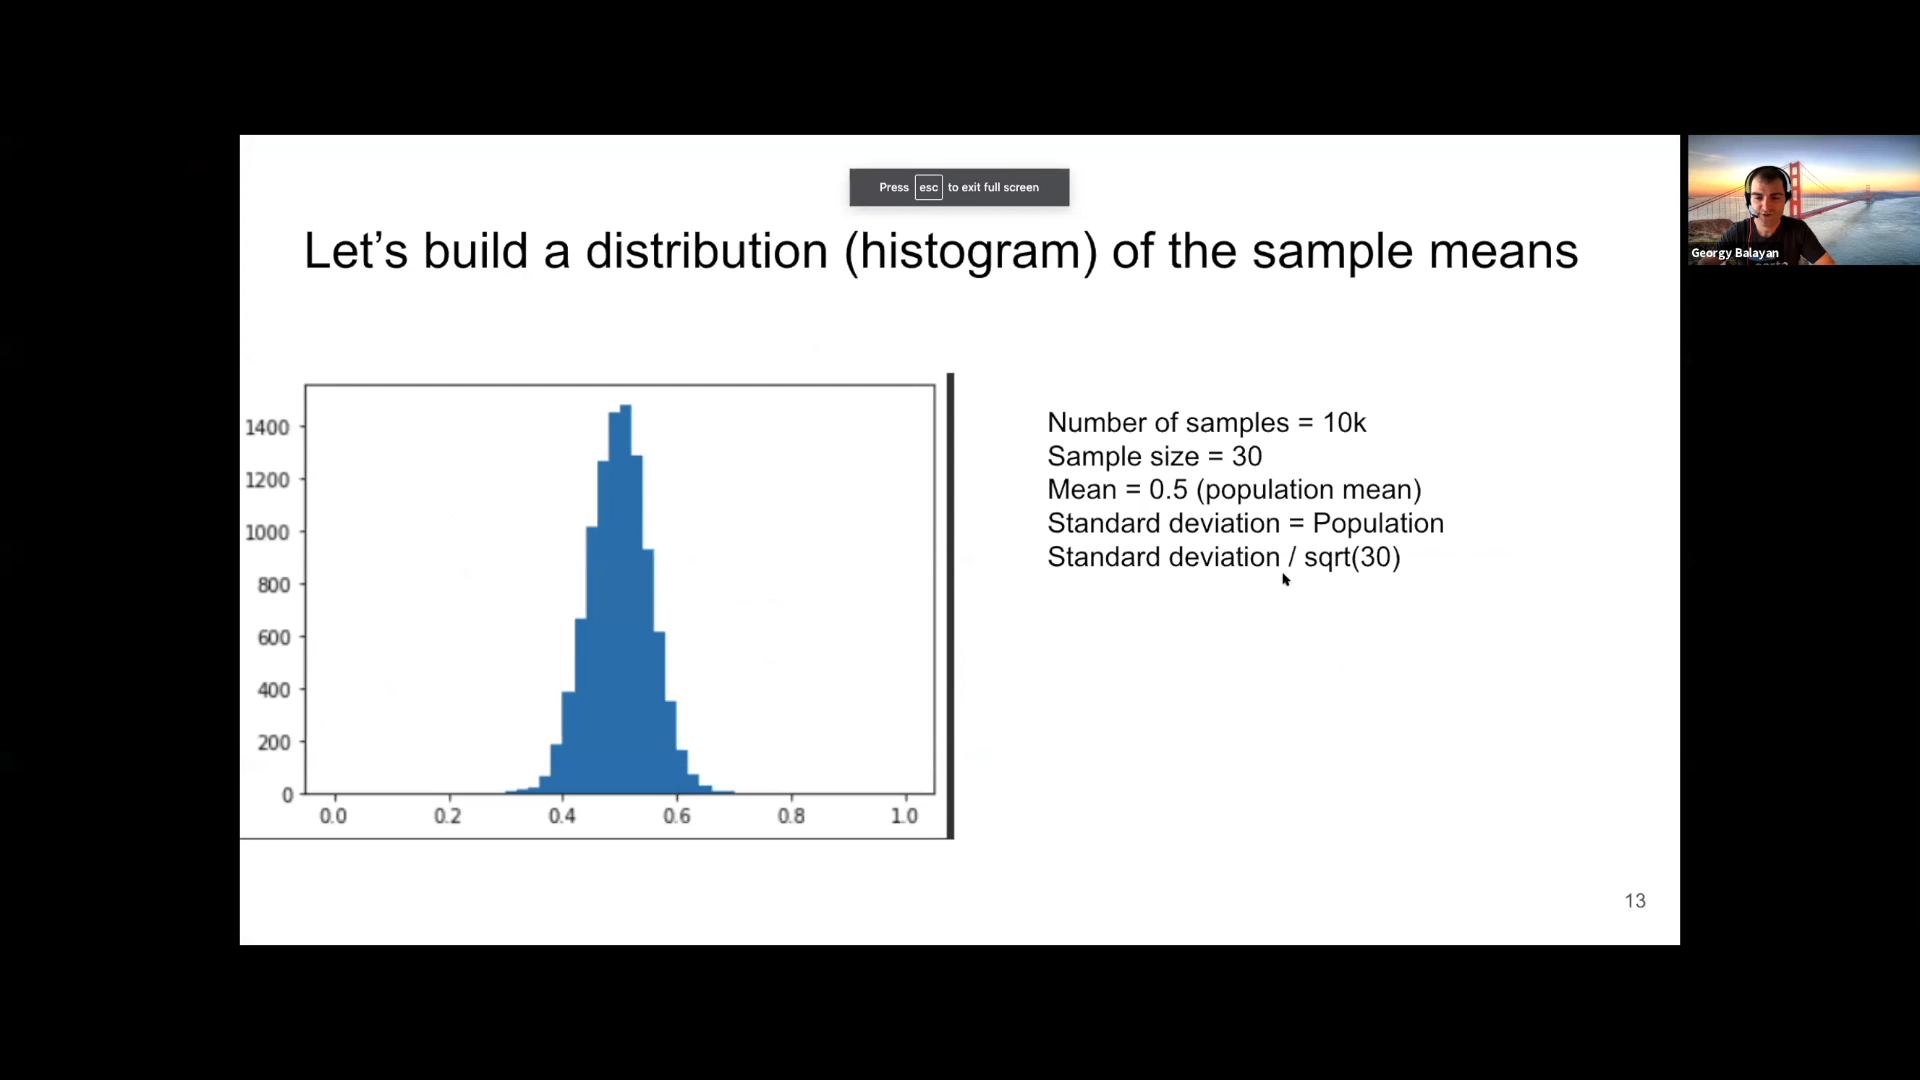 Press esc to exit full screen
Let’s build a distribution (histogram) of the sample means
Georgy Balayan
1400
1200
1000
800
600
400
200
0
0.0 0.2 0.4 0.6 0.8 1.0
Number of samples = 10k
Sample size = 30
Mean = 0.5 (population mean)
Standard deviation = Population
Standard deviation / sqrt(30)
13